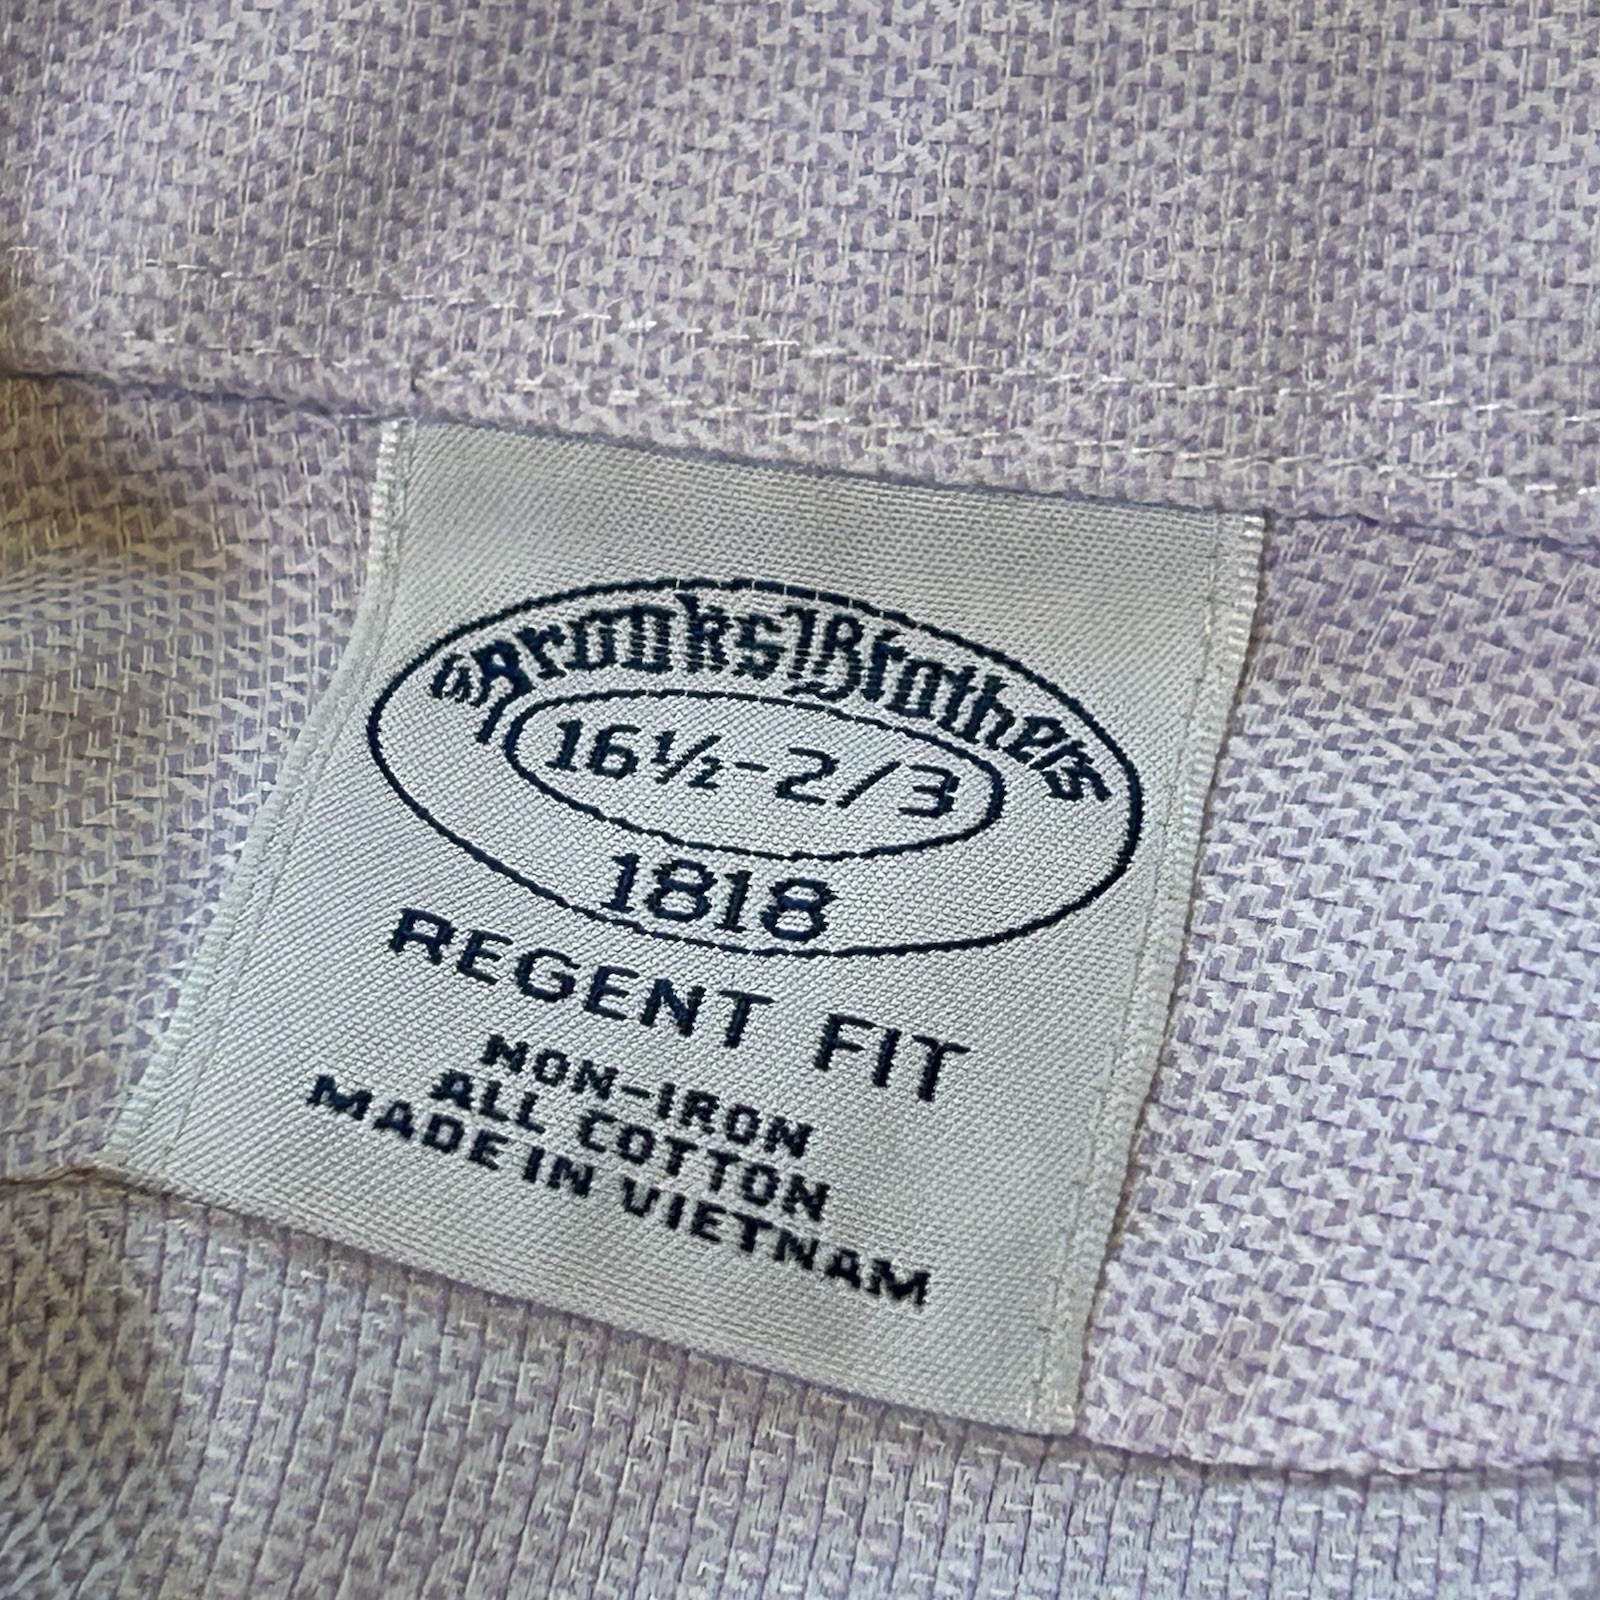 Brooks Brothers
16½-2/3
1818
REGENT FIT
NON-IRON
ALL COTTON
MADE IN VIETNAM